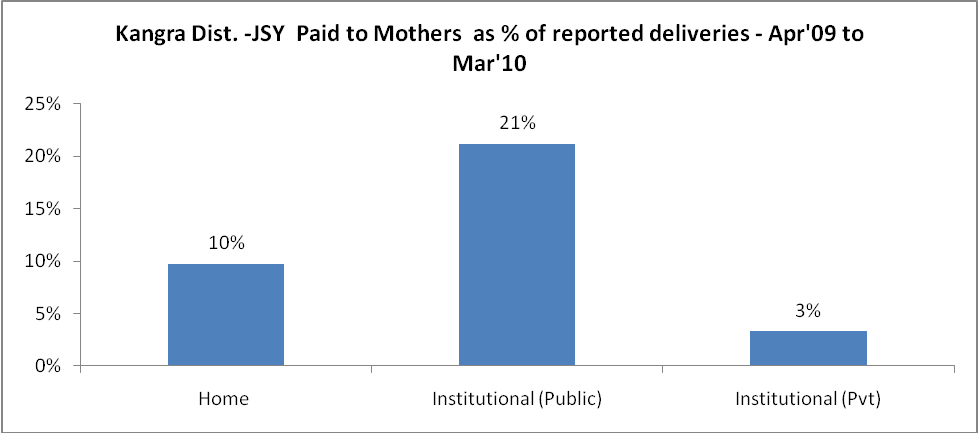 Kangra Dist. -JSY  Paid to Mothers  as % of reported deliveries - Apr'09 to
Mar'10
25%
20%
15%
10%
5%
0%
10%
21%
3%
Home
Institutional (Public)
Institutional (Pvt)